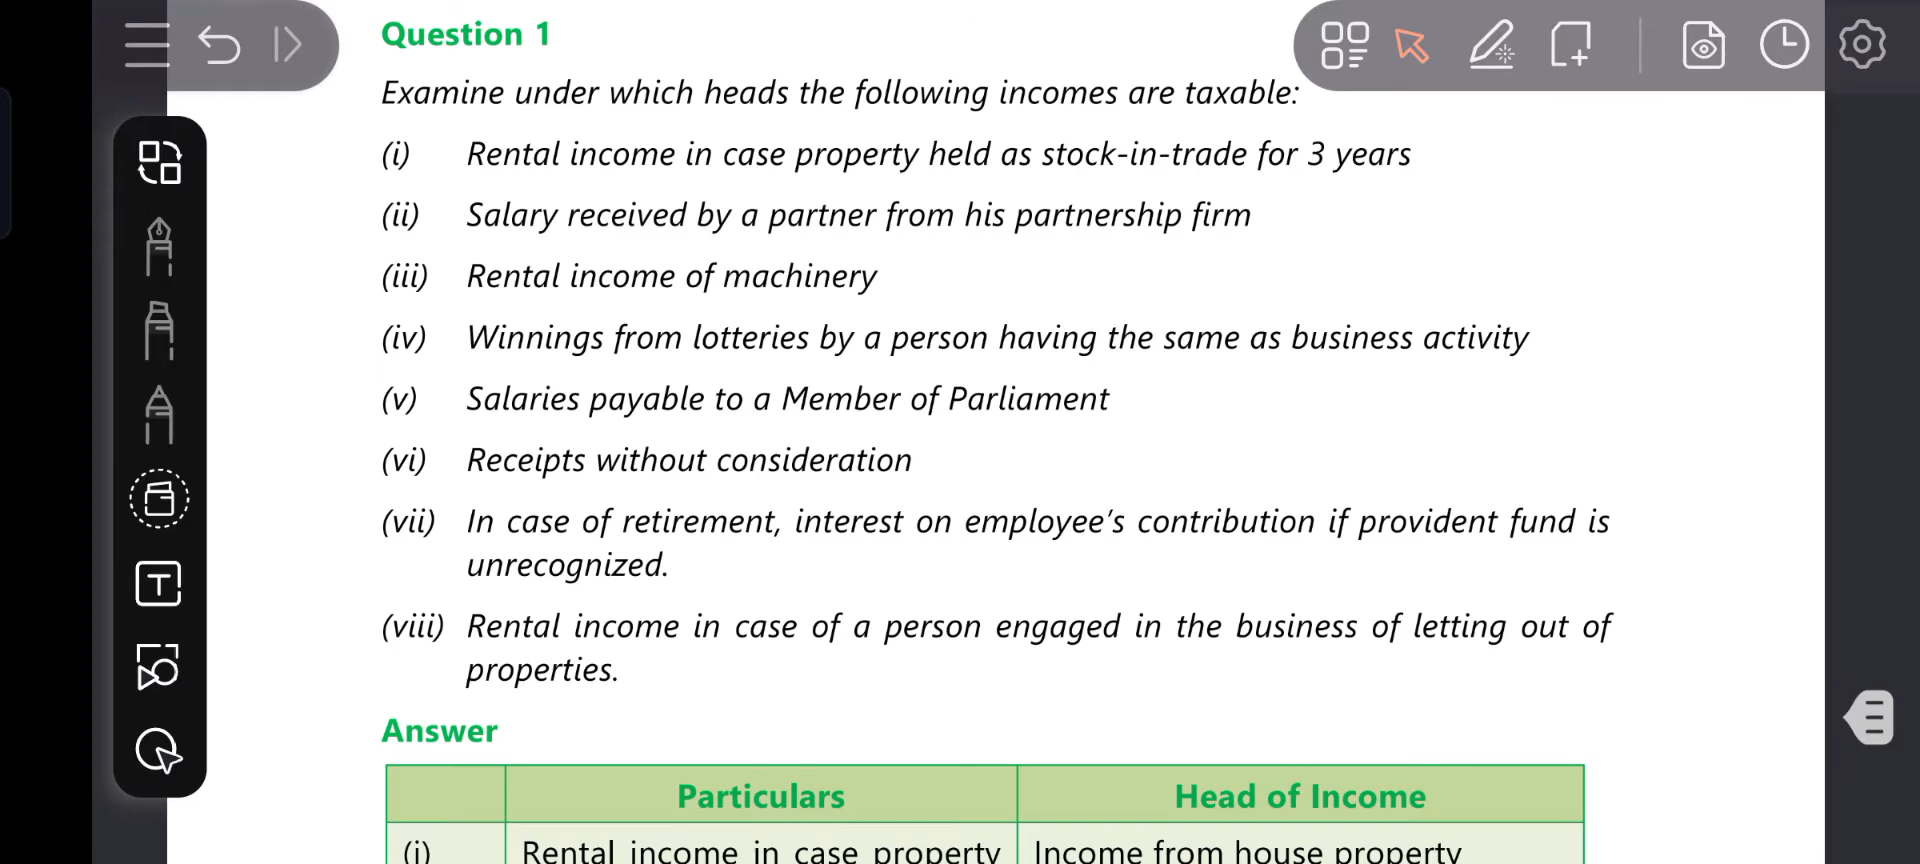 Question 1
Examine under which heads the following incomes are taxable:
(i) Rental income in case property held as stock-in-trade for 3 years
(ii) Salary received by a partner from his partnership firm
(iii) Rental income of machinery
(iv) Winnings from lotteries by a person having the same as business activity
(v) Salaries payable to a Member of Parliament
(vi) Receipts without consideration
(vii) In case of retirement, interest on employee's contribution if provident fund is
unrecognized.
(viii) Rental income in case of a person engaged in the business of letting out of
properties.
Answer
Particulars Head of Income
(i) Rental income in case property Income from house property